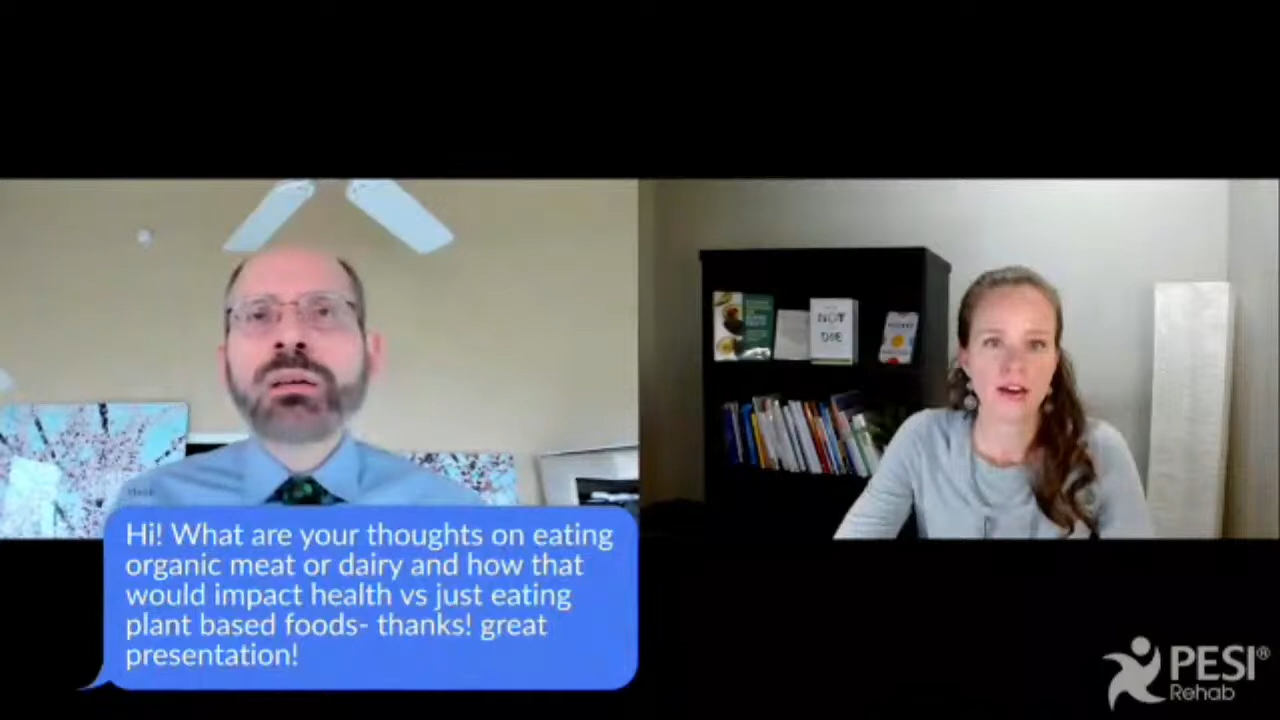 NOT
DIE
Hi! What are your thoughts on eating
organic meat or dairy and how that
would impact health vs just eating
plant based foods- thanks! great
presentation!
PESI®
Rehab